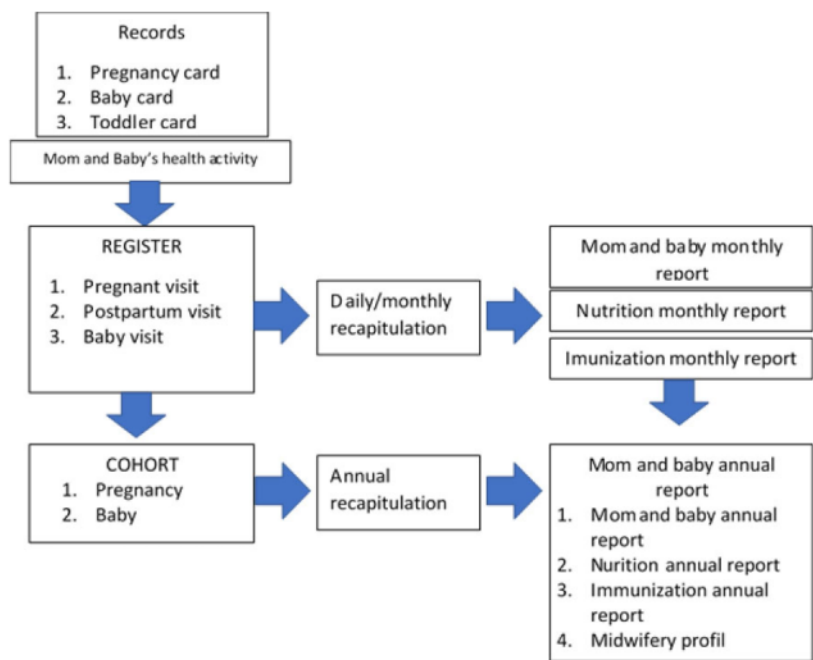 Records
1. Pregnancy card
2. Baby card
3. Toddler card
Mom and Baby's health activity
REGISTER
1. Pregnant visit
2. Postpartum visit
3. Baby visit
Daily/monthly
recapitulation
Mom and baby monthly
report
Nutrition monthly report
Imunization monthly report
COHORT
1. Pregnancy
2. Baby
Annual
recapitulation
Mom and baby annual
report
1. Mom and baby annual
report
2. Nurition annual report
3. Immunization annual
report
4. Midwifery profil